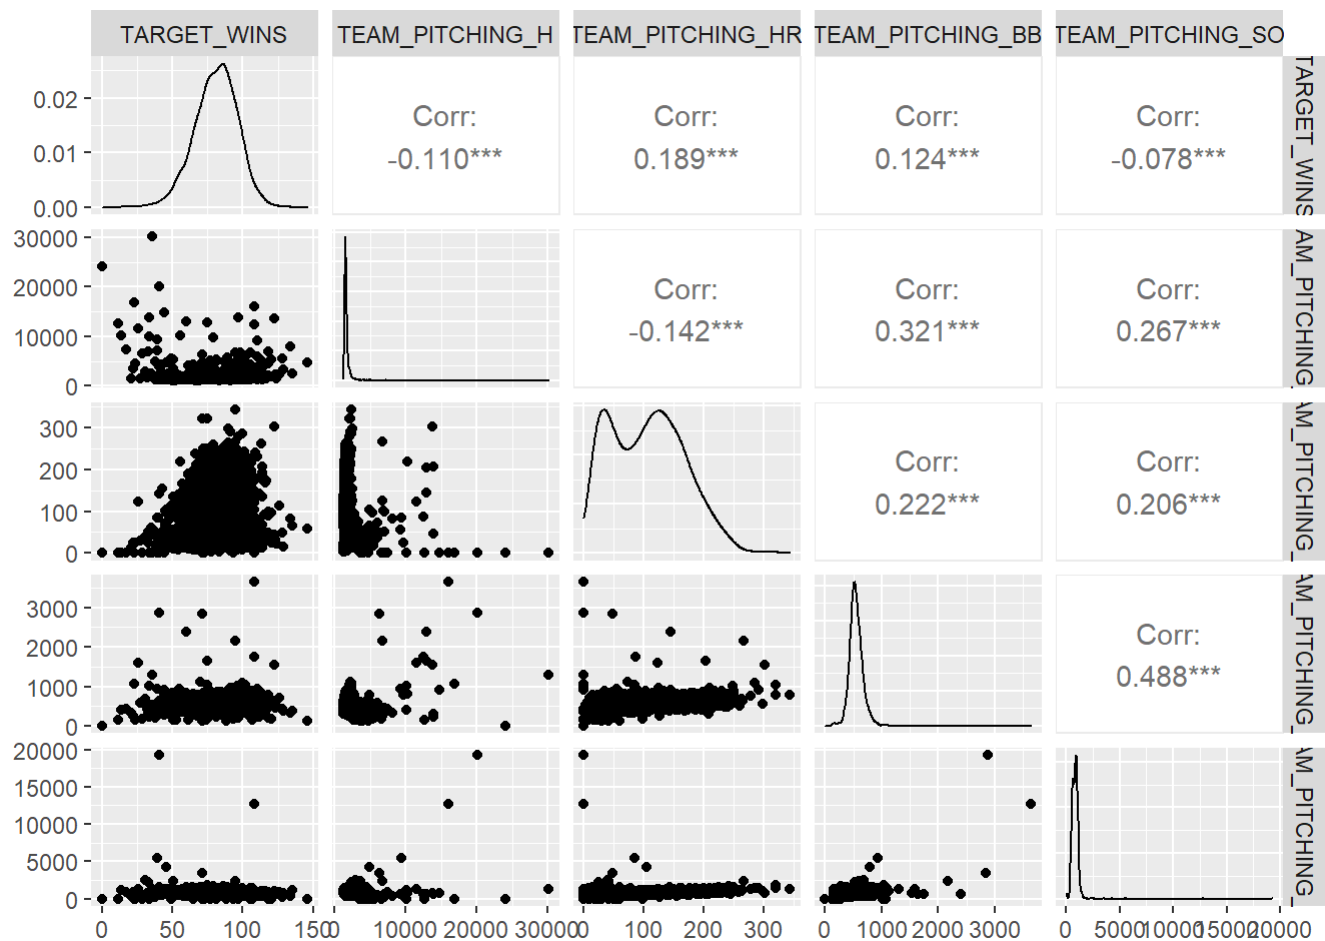 TARGET_WINS TEAM_PITCHING_H TEAM_PITCHING_HR TEAM_PITCHING_BB TEAM_PITCHING_SO
TARGET_WINS
0.02
0.01
0.00
Corr:
-0.110***
Corr:
0.189***
Corr:
0.124***
Corr:
-0.078***
AM_PITCHING_
30000
20000
10000
0
Corr:
-0.142***
Corr:
0.321***
Corr:
0.267***
AM_PITCHING_
300
200
100
0
Corr:
0.222***
Corr:
0.206***
AM_PITCHING_
3000
2000
1000
0
Corr:
0.488***
AM_PITCHING_
20000
15000
10000
5000
0
0 50 100 150
0 10000 20000 30000
0 100 200 300
0 1000 2000 3000
0 5000 10000 15000 20000